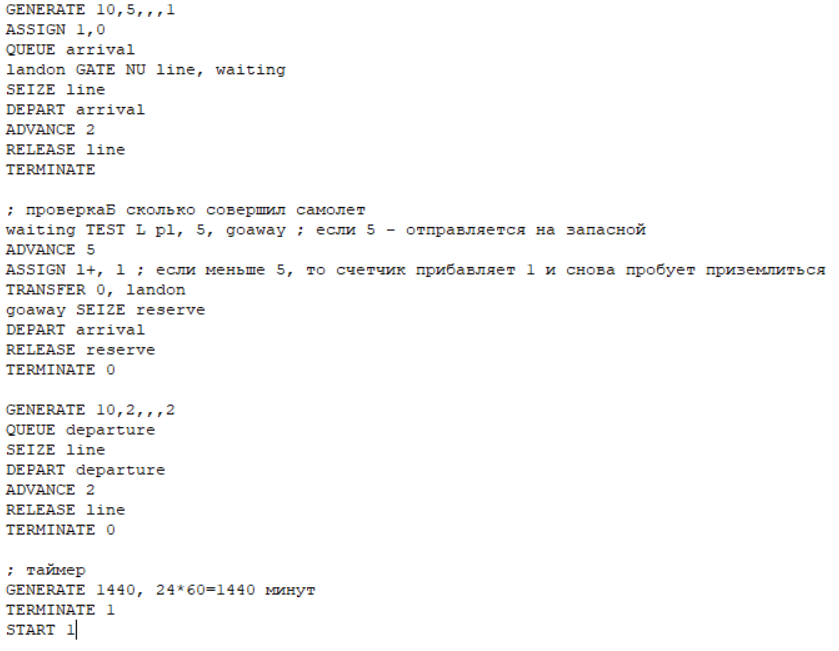 GENERATE 10,5,,,1
ASSIGN 1,0
QUEUE arrival
landon GATE NU line, waiting
SEIZE line
DEPART arrival
ADVANCE 2
RELEASE line
TERMINATE
; проверкаБ сколько совершил самолет
waiting TEST L p1, 5, goaway ; если 5 - отправляется на запасной
ADVANCE 5
ASSIGN 1+, 1 ; если меньше 5, то счетчик прибавляет 1 и снова пробует приземлиться
TRANSFER 0, landon
goaway SEIZE reserve
DEPART arrival
RELEASE reserve
TERMINATE 0
GENERATE 10,2,,,2
QUEUE departure
SEIZE line
DEPART departure
ADVANCE 2
RELEASE line
TERMINATE 0
; таймер
GENERATE 1440, 24*60=1440 минут
TERMINATE 1
START 1